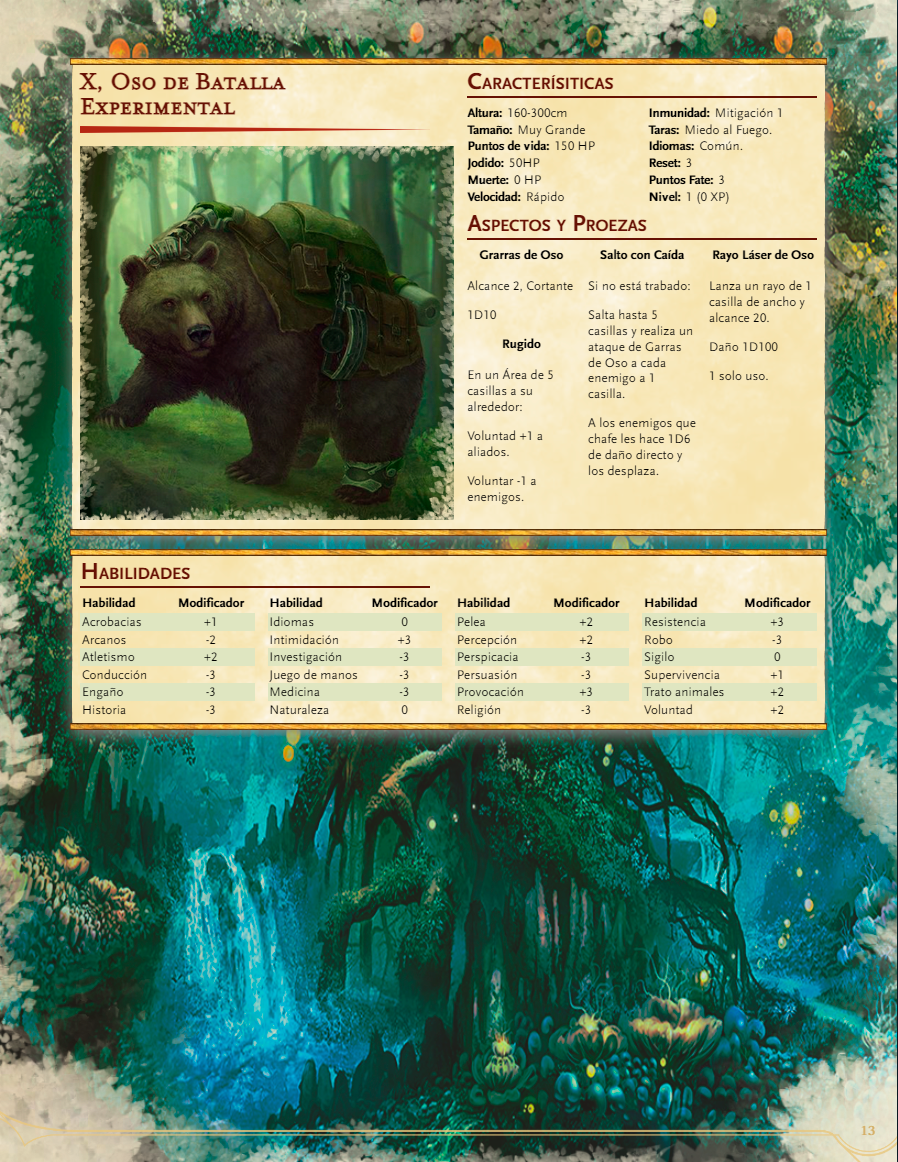 X, Oso de Batalla
Experimental
Caracterísiticas
Altura: 160-300cm
Tamaño: Muy Grande
Puntos de vida: 150 HP
Jodido: 50HP
Muerte: 0 HP
Velocidad: Rápido
Inmunidad: Mitigación 1
Taras: Miedo al Fuego.
Idiomas: Común.
Reset: 3
Puntos Fate: 3
Nivel: 1 (0 XP)
Aspectos y Proezas
Grarras de Oso
Alcance 2, Cortante
1D10
Rugido
En un Área de 5
casillas a su
alrededor:
Voluntad +1 a
aliados.
Voluntar -1 a
enemigos.
Salto con Caída
Si no está trabado:
Salta hasta 5
casillas y realiza un
ataque de Garras
de Oso a cada
enemigo a 1
casilla.
A los enemigos que
chafe les hace 1D6
de daño directo y
los desplaza.
Rayo Láser de Oso
Lanza un rayo de 1
casilla de ancho y
alcance 20.
Daño 1D100
1 solo uso.
Habilidades
Habilidad Modificador Habilidad Modificador Habilidad Modificador Habilidad Modificador
Acrobacias +1 Idiomas 0 Pelea +2 Resistencia +3
Arcanos -2 Intimidación +3 Percepción +2 Robo -3
Atletismo +2 Investigación -3 Perspicacia -3 Sigilo 0
Conducción -3 Juego de manos -3 Persuasión -3 Supervivencia +1
Engaño -3 Medicina -3 Provocación +3 Trato animales +2
Historia -3 Naturaleza 0 Religión -3 Voluntad +2
13